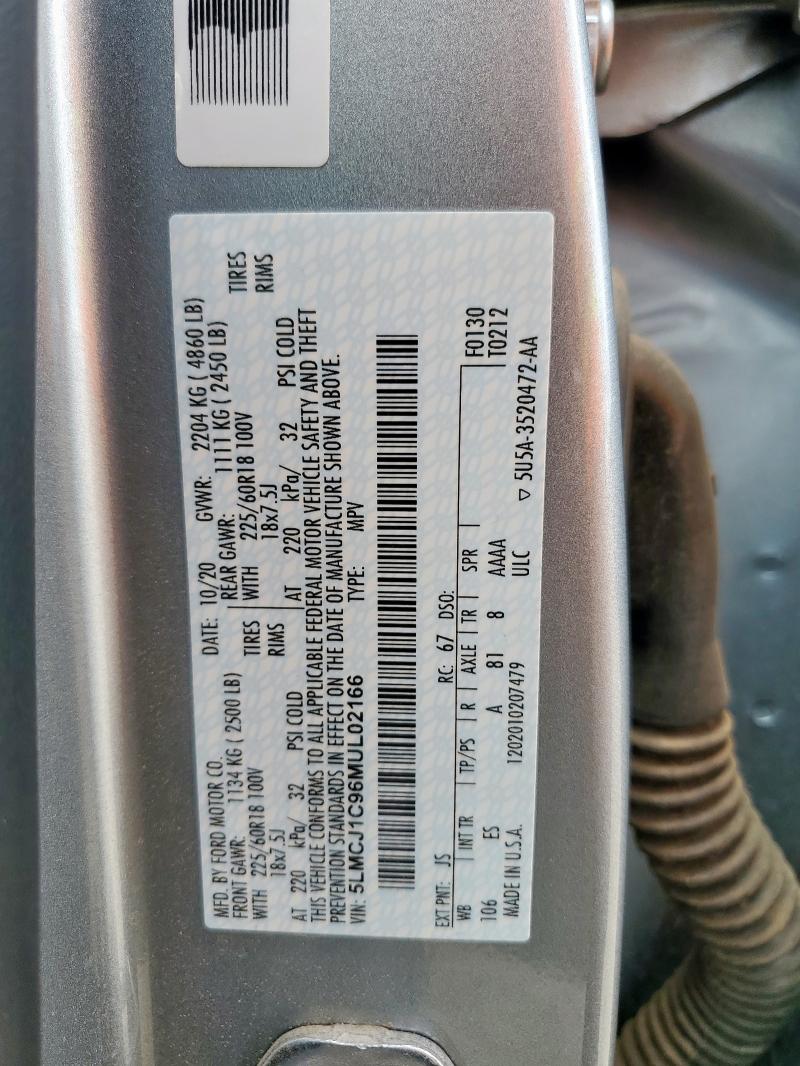 MFD. BY FORD MOTOR CO.
DATE: 10/20 GVWR: 2204 KG ( 4860 LB)
FRONT GAWR: 1134 KG ( 2500 LB) REAR GAWR: 1111 KG ( 2450 LB)
WITH 225/60R18 100V TIRES WITH 225/60R18 100V TIRES
18x7.5J RIMS 18x7.5J RIMS
AT 220 kPa/ 32 PSI COLD AT 220 kPa/ 32 PSI COLD
THIS VEHICLE CONFORMS TO ALL APPLICABLE FEDERAL MOTOR VEHICLE SAFETY AND THEFT
PREVENTION STANDARDS IN EFFECT ON THE DATE OF MANUFACTURE SHOWN ABOVE.
VIN: 5LMCJ1C96MUL02166 TYPE: MPV
EXT PNT: JS RC: 67 DSO: F0130
WB INT TR TP/PS R AXLE TR SPR T0212
106 ES A 81 8 AAAA
MADE IN U.S.A. 1202010207479 ULC ▽ 5U5A-3520472-AA